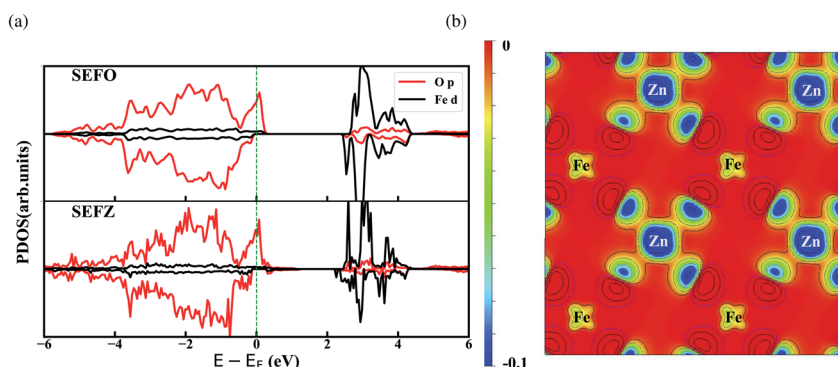 (a)
(b)
SEFO
O p
Fe d
SEFZ
PDOS(arb.units)
−6 −4 −2 0 2 4 6
E − E_F (eV)
0
-0.1
Zn Zn
Fe Fe
Zn Zn
Fe Fe